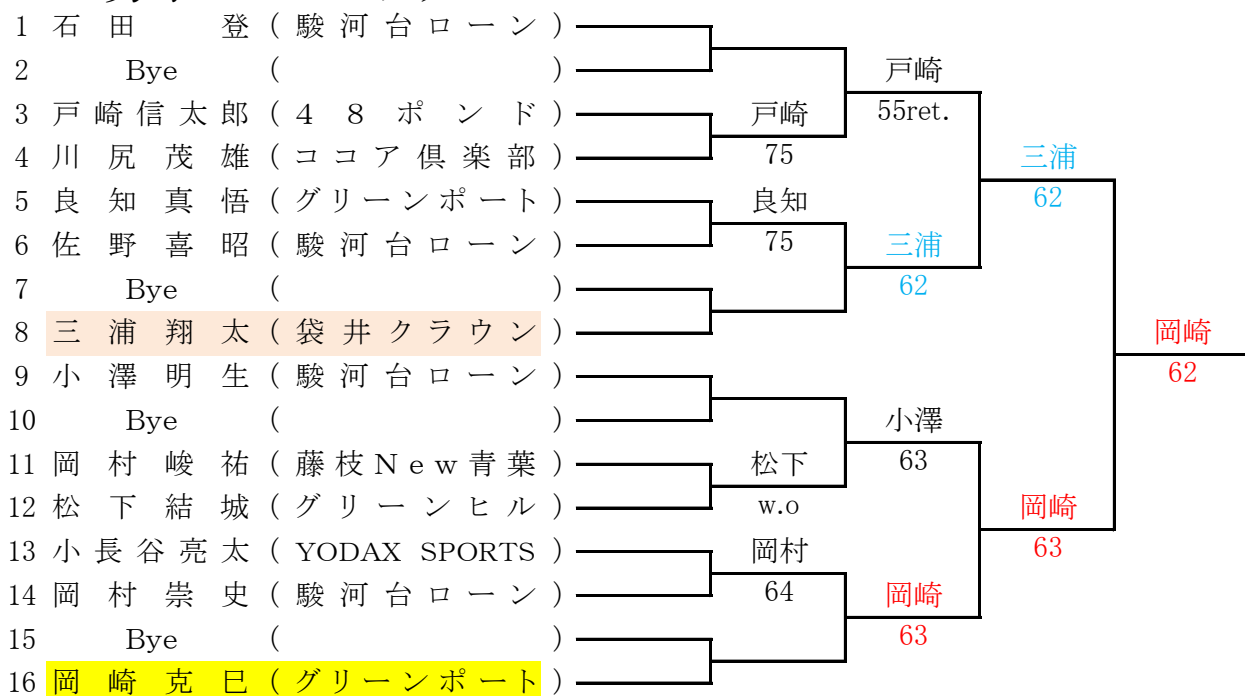 1 石田 登 (駿河台ローン)
2 Bye ( )
戸崎
3 戸崎信太郎 (48ポンド)
戸崎
55ret.
4 川尻茂雄 (ココア倶楽部)
75
三浦
5 良知真悟 (グリーンポート)
良知
62
6 佐野喜昭 (駿河台ローン)
75
三浦
7 Bye ( )
62
8 三浦翔太 (袋井クラウン)
岡崎
9 小澤明生 (駿河台ローン)
62
10 Bye ( )
小澤
11 岡村峻祐 (藤枝New青葉)
松下
63
12 松下結城 (グリーンヒル)
w.o
岡崎
13 小長谷亮太 (YODAX SPORTS)
岡村
63
14 岡村崇史 (駿河台ローン)
64
岡崎
15 Bye ( )
63
16 岡崎克巳 (グリーンポート)